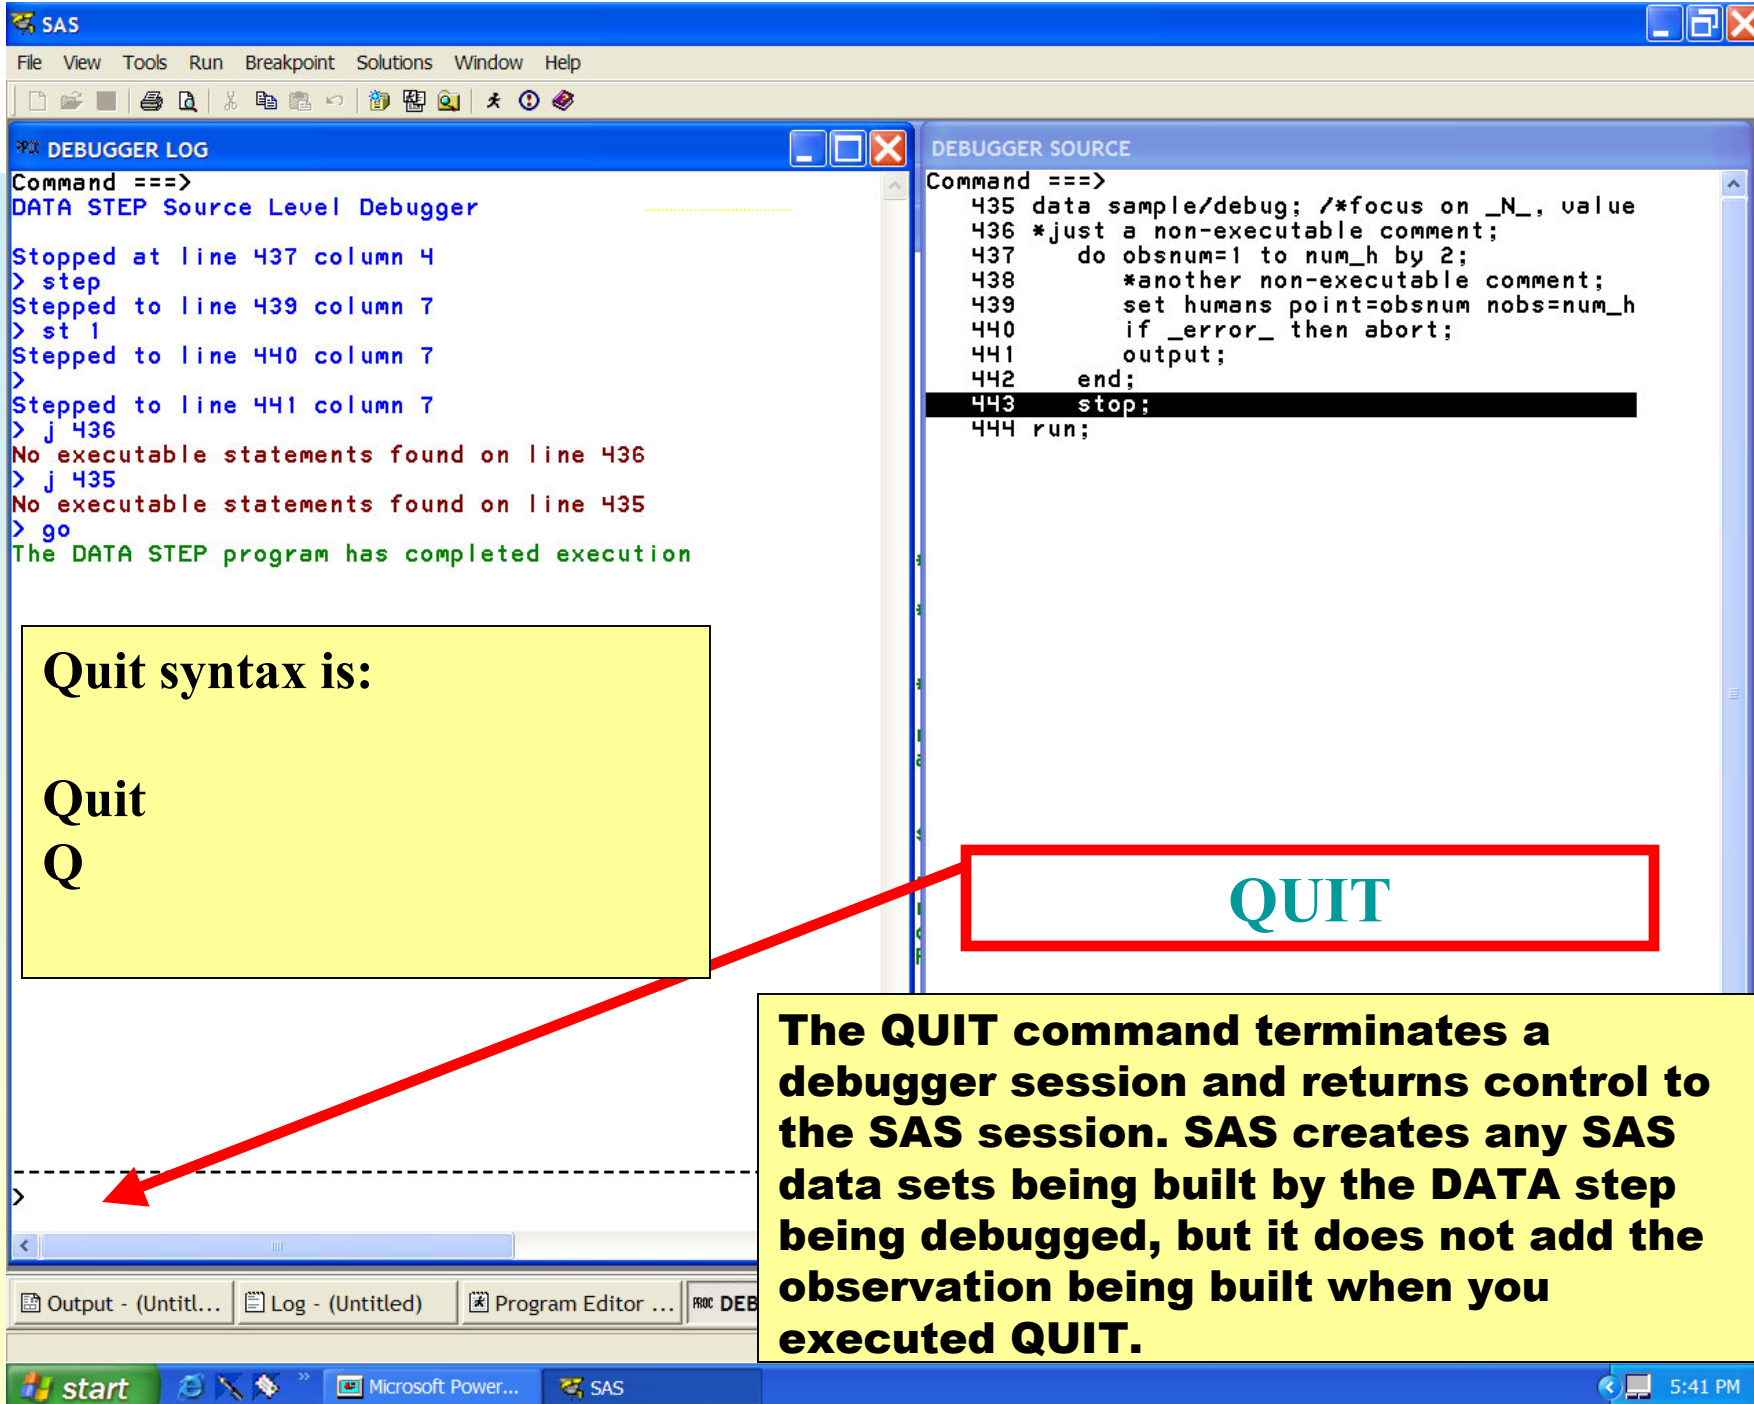 SAS
File View Tools Run Breakpoint Solutions Window Help
DEBUGGER LOG
Command ===>
DATA STEP Source Level Debugger
Stopped at line 437 column 4
> step
Stepped to line 439 column 7
> st 1
Stepped to line 440 column 7
>
Stepped to line 441 column 7
> j 436
No executable statements found on line 436
> j 435
No executable statements found on line 435
> go
The DATA STEP program has completed execution
Quit syntax is:
Quit
Q
>
DEBUGGER SOURCE
Command ===>
435 data sample/debug; /*focus on _N_, value
436 *just a non-executable comment;
437 do obsnum=1 to num_h by 2;
438 *another non-executable comment;
439 set humans point=obsnum nobs=num_h
440 if _error_ then abort;
441 output;
442 end;
443 stop;
444 run;
QUIT
The QUIT command terminates a
debugger session and returns control to
the SAS session. SAS creates any SAS
data sets being built by the DATA step
being debugged, but it does not add the
observation being built when you
executed QUIT.
Output - (Untitl... Log - (Untitled) Program Editor ... PROC DEB
start Microsoft Power... SAS 5:41 PM